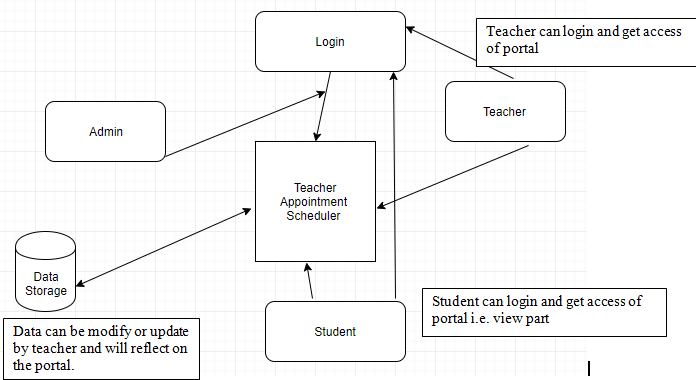 Login
Teacher can login and get access
of portal
Admin
Teacher
Teacher
Appointment
Scheduler
Data
Storage
Student can login and get access of
portal i.e. view part
Student
Data can be modify or update
by teacher and will reflect on
the portal.